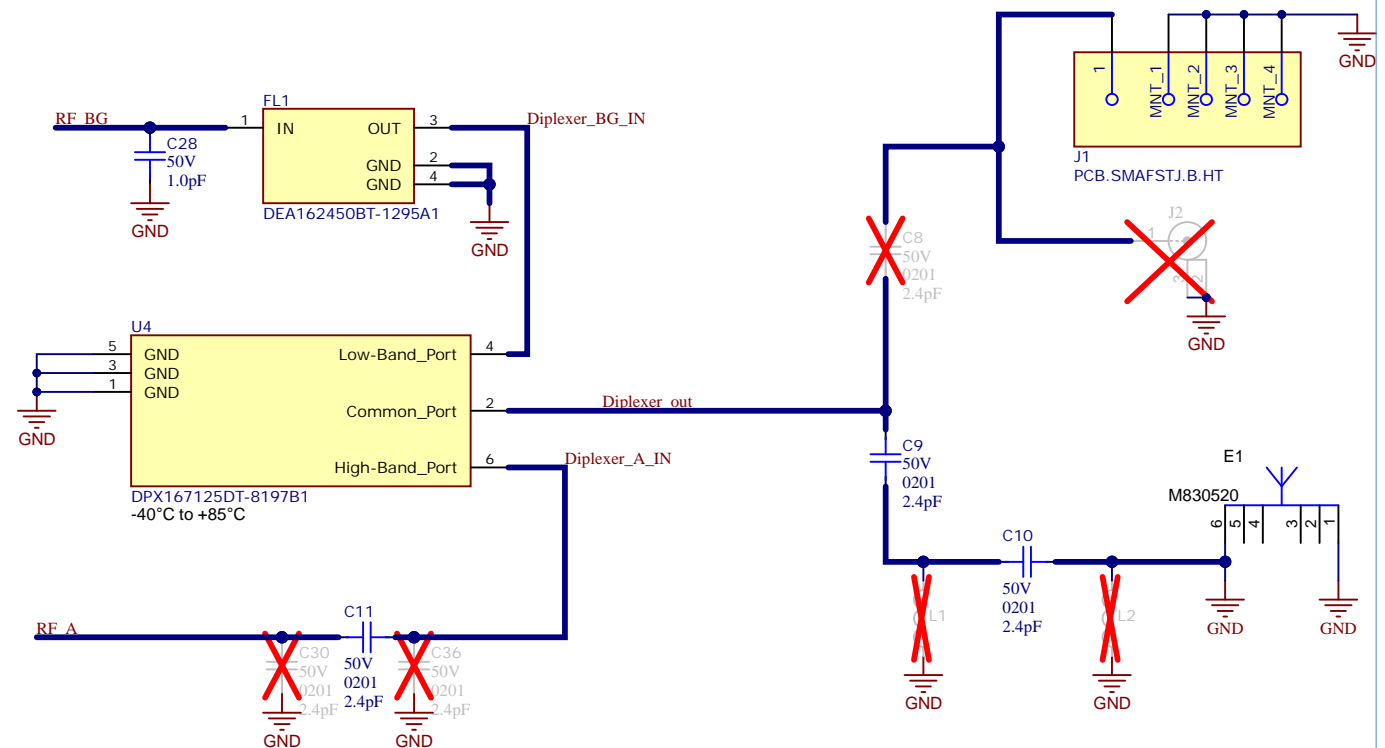 RF_BG
C28
50V
1.0pF
GND
FL1
1
IN
OUT
3
GND
2
GND
4
DEA162450BT-1295A1
GND
Diplexer_BG_IN
U4
5
GND
3
GND
1
GND
GND
Low-Band_Port
4
Common_Port
2
High-Band_Port
6
DPX167125DT-8197B1
-40°C to +85°C
Diplexer_out
Diplexer_A_IN
RF_A
C30
50V
0201
2.4pF
GND
C11
50V
0201
2.4pF
C36
50V
0201
2.4pF
GND
C8
50V
0201
2.4pF
C9
50V
0201
2.4pF
1
MNT_1
MNT_2
MNT_3
MNT_4
GND
J1
PCB.SMAFSTJ.B.HT
J2
1
3
2
GND
L1
GND
C10
50V
0201
2.4pF
L2
GND
E1
M830520
6
5
4
3
2
1
GND
GND